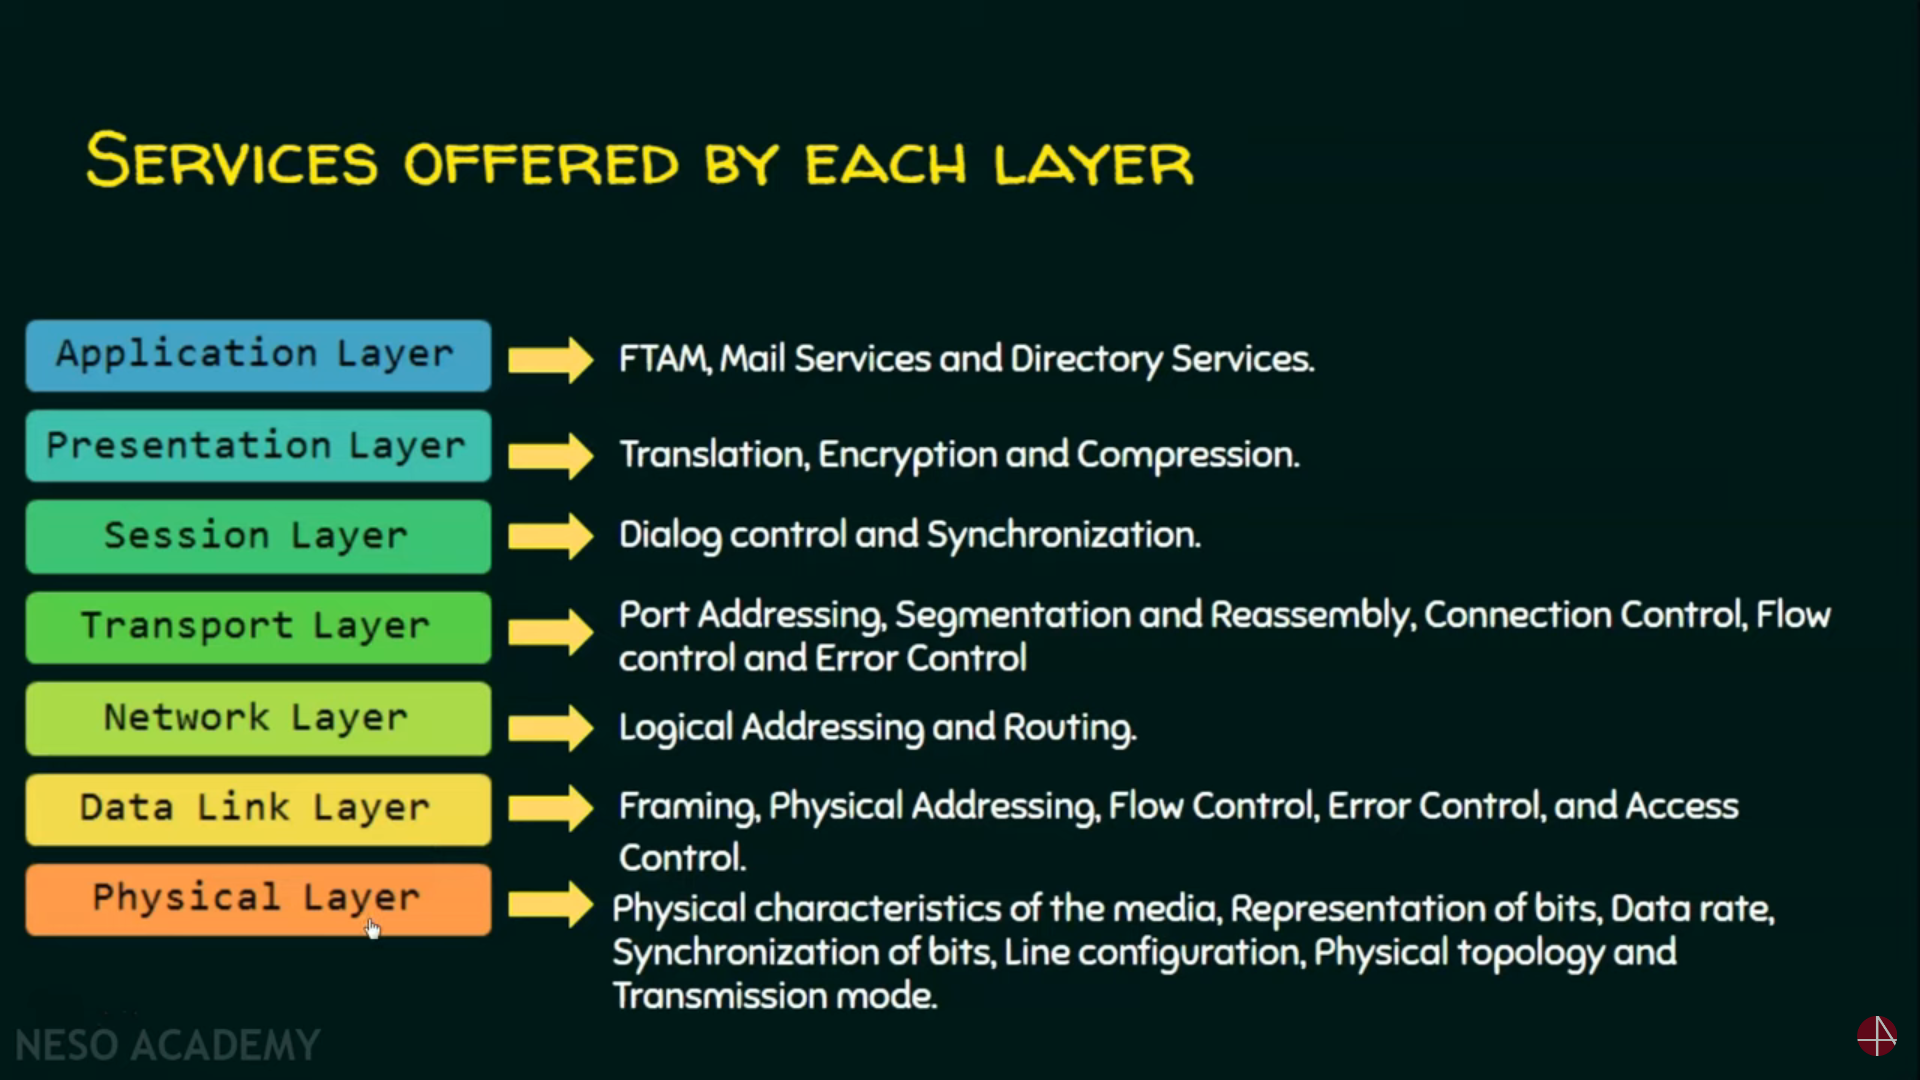 SERVICES OFFERED BY EACH LAYER
Application Layer
FTAM, Mail Services and Directory Services.
Presentation Layer
Translation, Encryption and Compression.
Session Layer
Dialog control and Synchronization.
Transport Layer
Port Addressing, Segmentation and Reassembly, Connection Control, Flow
control and Error Control
Network Layer
Logical Addressing and Routing.
Data Link Layer
Framing, Physical Addressing, Flow Control, Error Control, and Access
Control.
Physical Layer
Physical characteristics of the media, Representation of bits, Data rate,
Synchronization of bits, Line configuration, Physical topology and
Transmission mode.
NESO ACADEMY